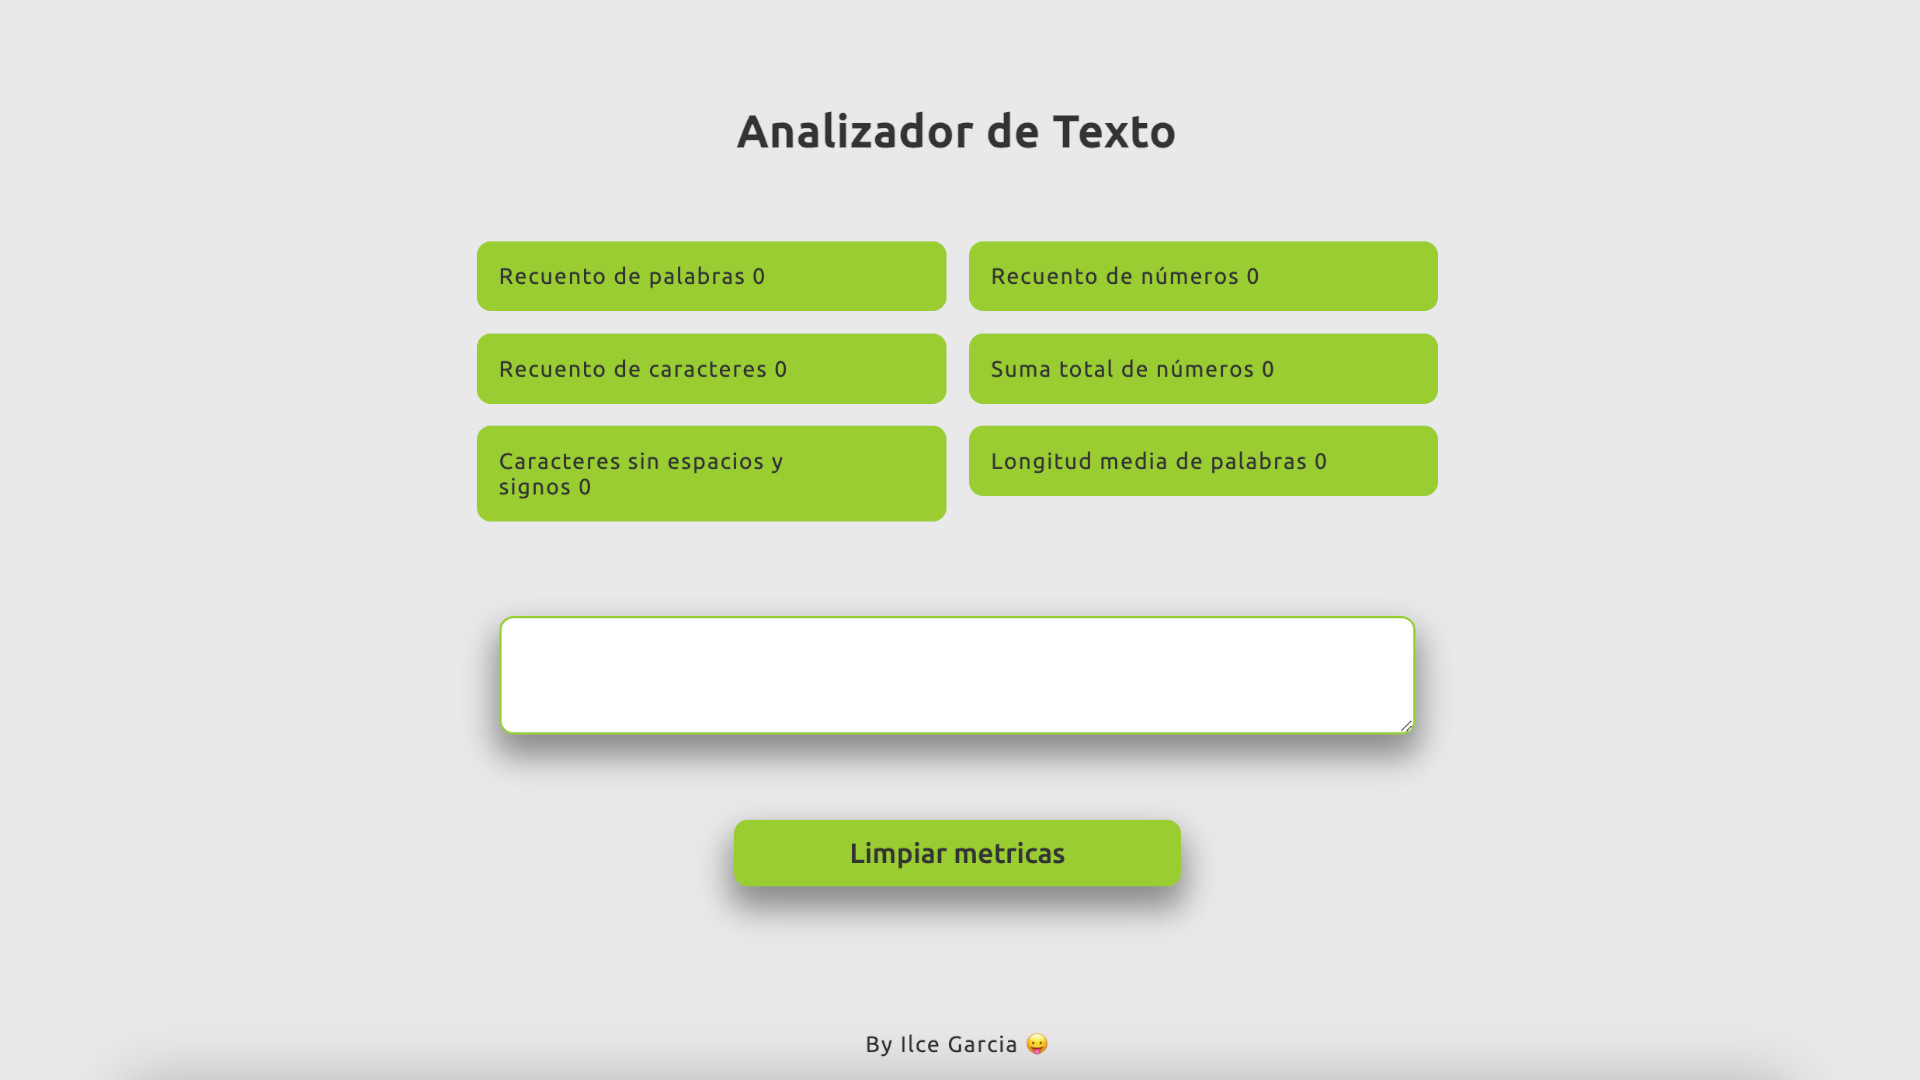 Analizador de Texto
Recuento de palabras 0
Recuento de números 0
Recuento de caracteres 0
Suma total de números 0
Caracteres sin espacios y
signos 0
Longitud media de palabras 0
Limpiar metricas
By Ilce Garcia 😛